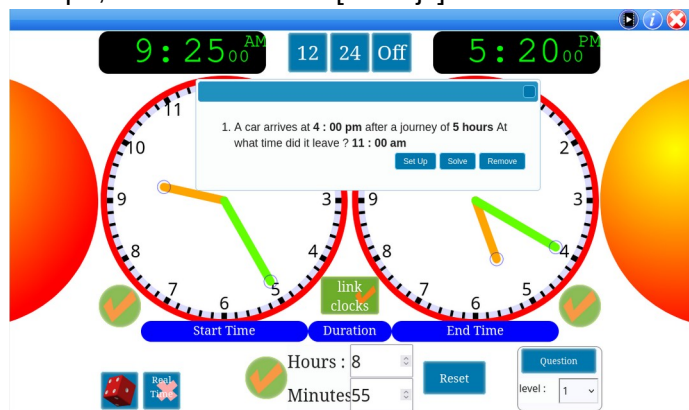 9:25 00 AM
12
24
Off
5:20 00 PM
1. A car arrives at 4 : 00 pm after a journey of 5 hours At
what time did it leave ? 11 : 00 am
Set Up
Solve
Remove
11
10
9
8
7
6
5
4
3
9
8
7
6
5
4
3
2
link
clocks
Start Time
Duration
End Time
Real
Time
Hours : 8
Minutes 55
Reset
Question
level : 1